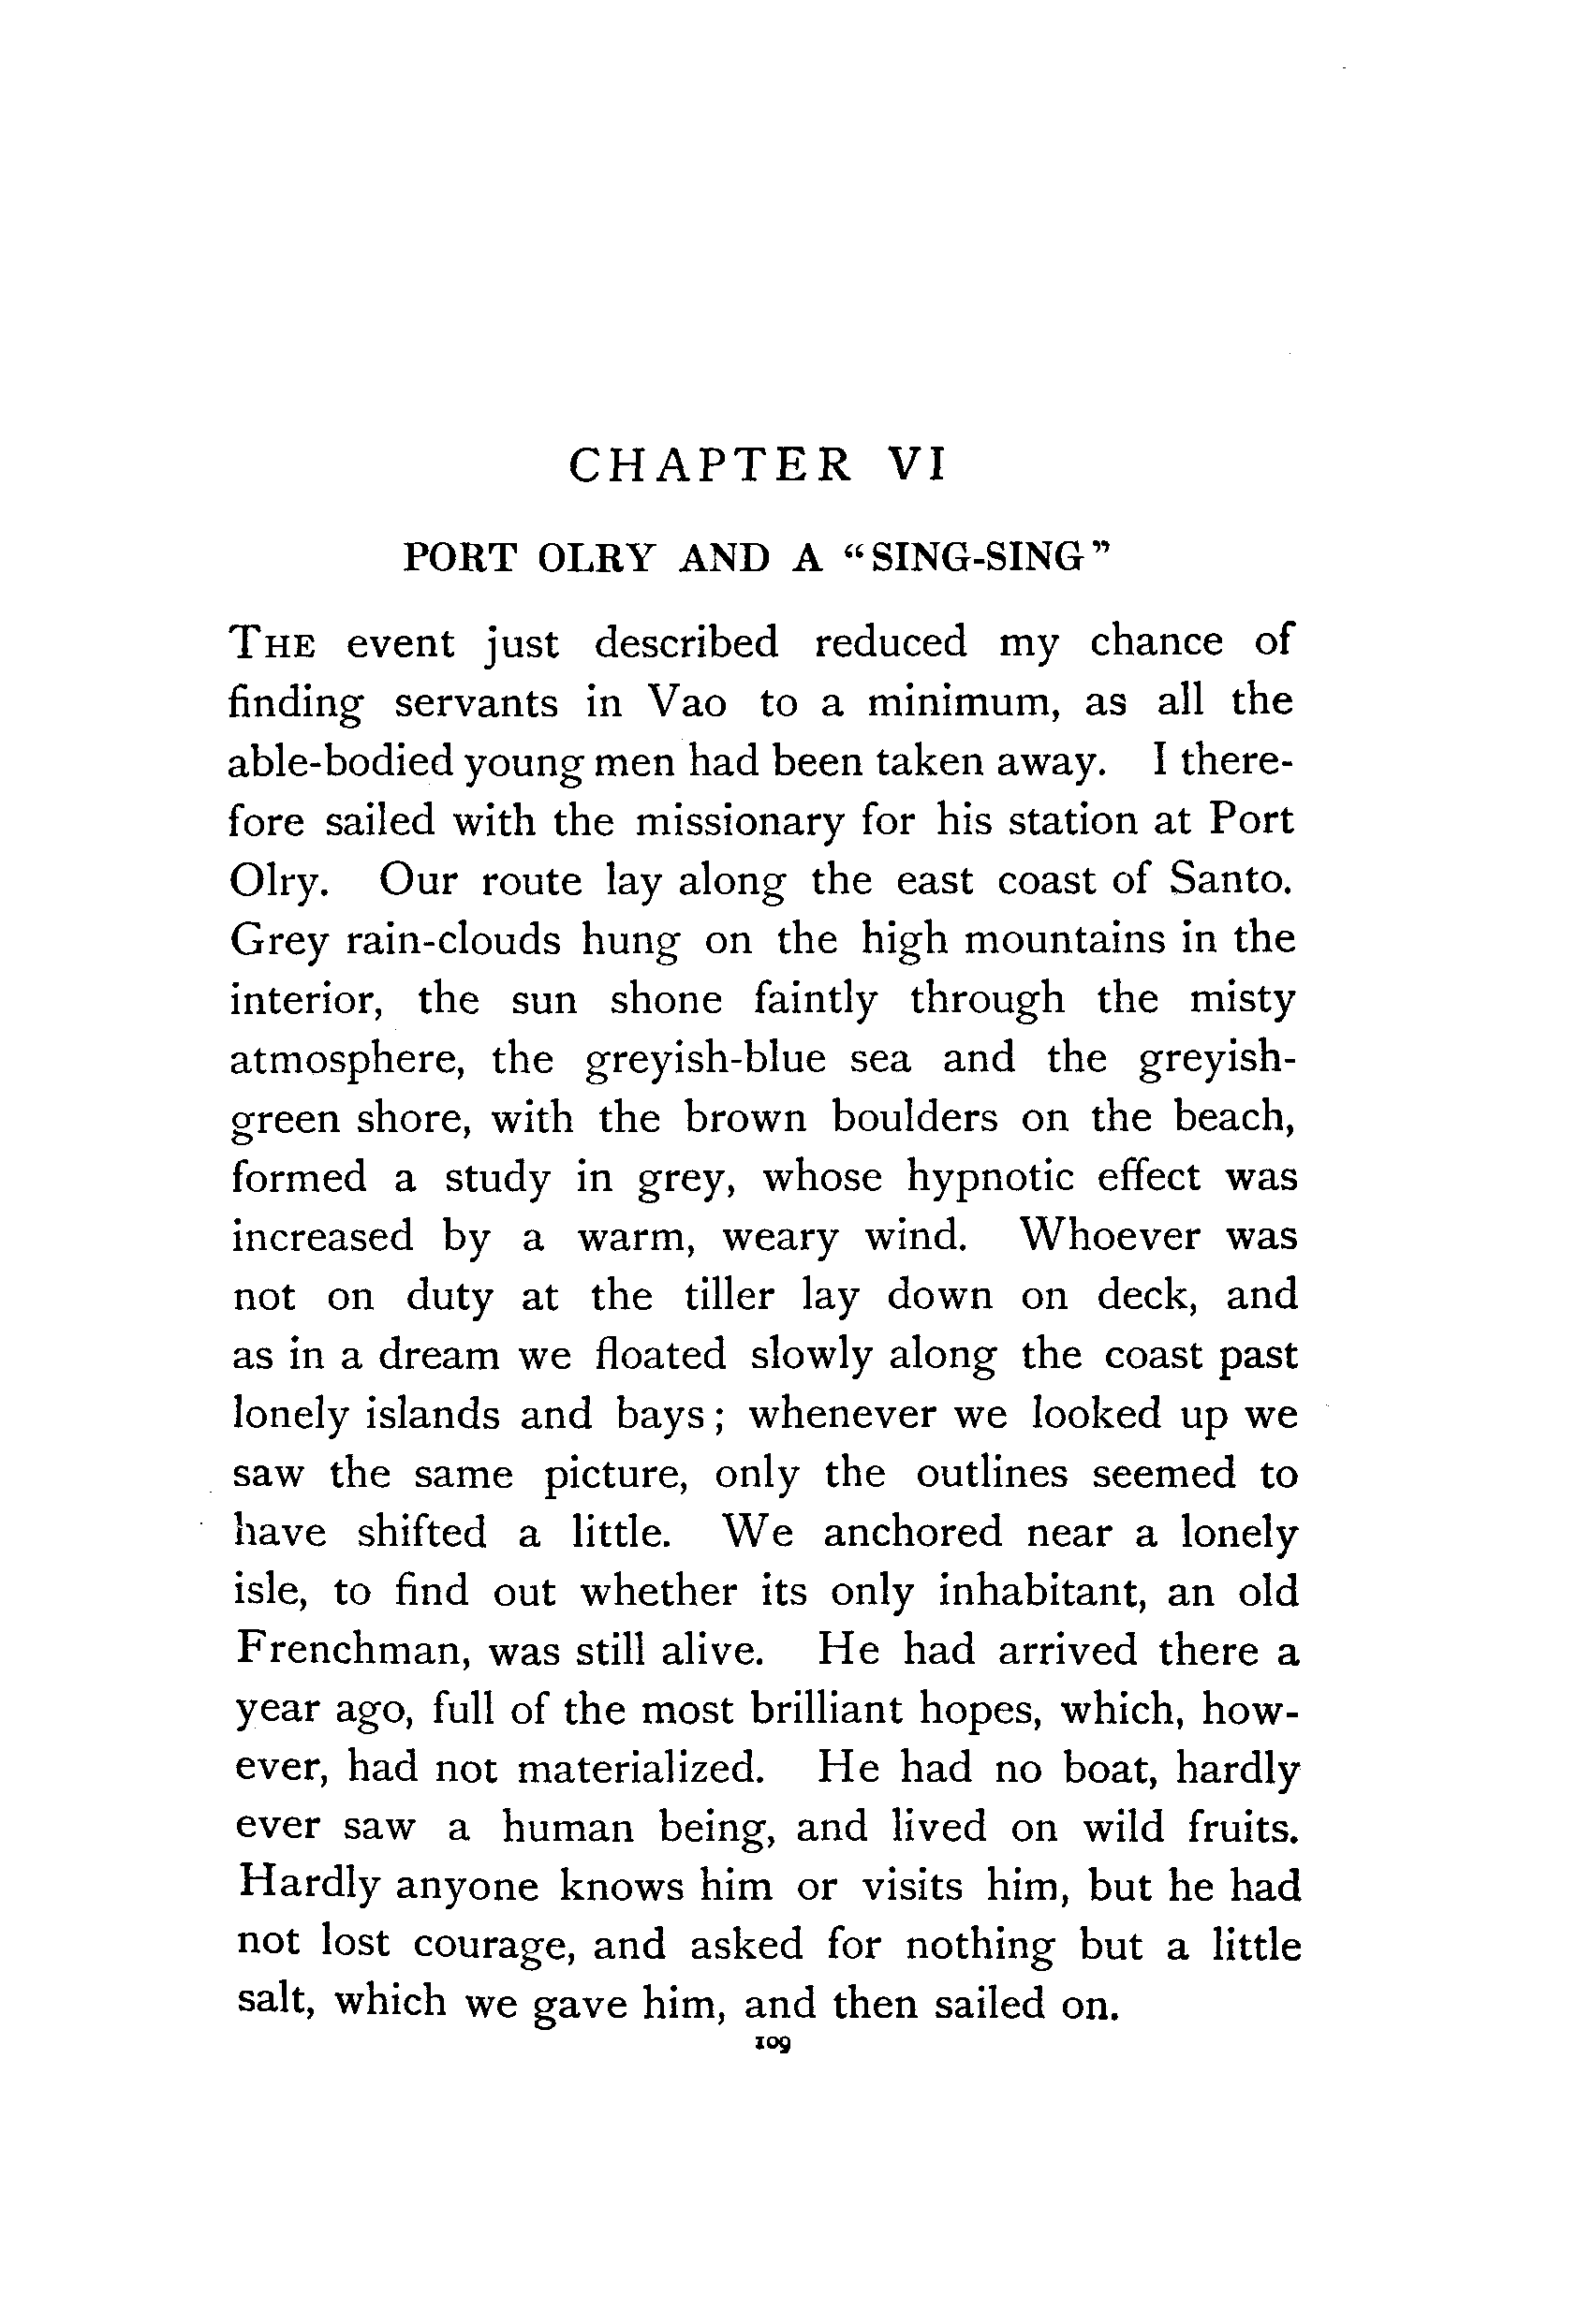 CHAPTER VI
PORT OLRY AND A “SING-SING”
THE event just described reduced my chance of
finding servants in Vao to a minimum, as all the
able-bodied young men had been taken away. I there-
fore sailed with the missionary for his station at Port
Olry. Our route lay along the east coast of Santo.
Grey rain-clouds hung on the high mountains in the
interior, the sun shone faintly through the misty
atmosphere, the greyish-blue sea and the greyish-
green shore, with the brown boulders on the beach,
formed a study in grey, whose hypnotic effect was
increased by a warm, weary wind. Whoever was
not on duty at the tiller lay down on deck, and
as in a dream we floated slowly along the coast past
lonely islands and bays; whenever we looked up we
saw the same picture, only the outlines seemed to
have shifted a little. We anchored near a lonely
isle, to find out whether its only inhabitant, an old
Frenchman, was still alive. He had arrived there a
year ago, full of the most brilliant hopes, which, how-
ever, had not materialized. He had no boat, hardly
ever saw a human being, and lived on wild fruits.
Hardly anyone knows him or visits him, but he had
not lost courage, and asked for nothing but a little
salt, which we gave him, and then sailed on.
109